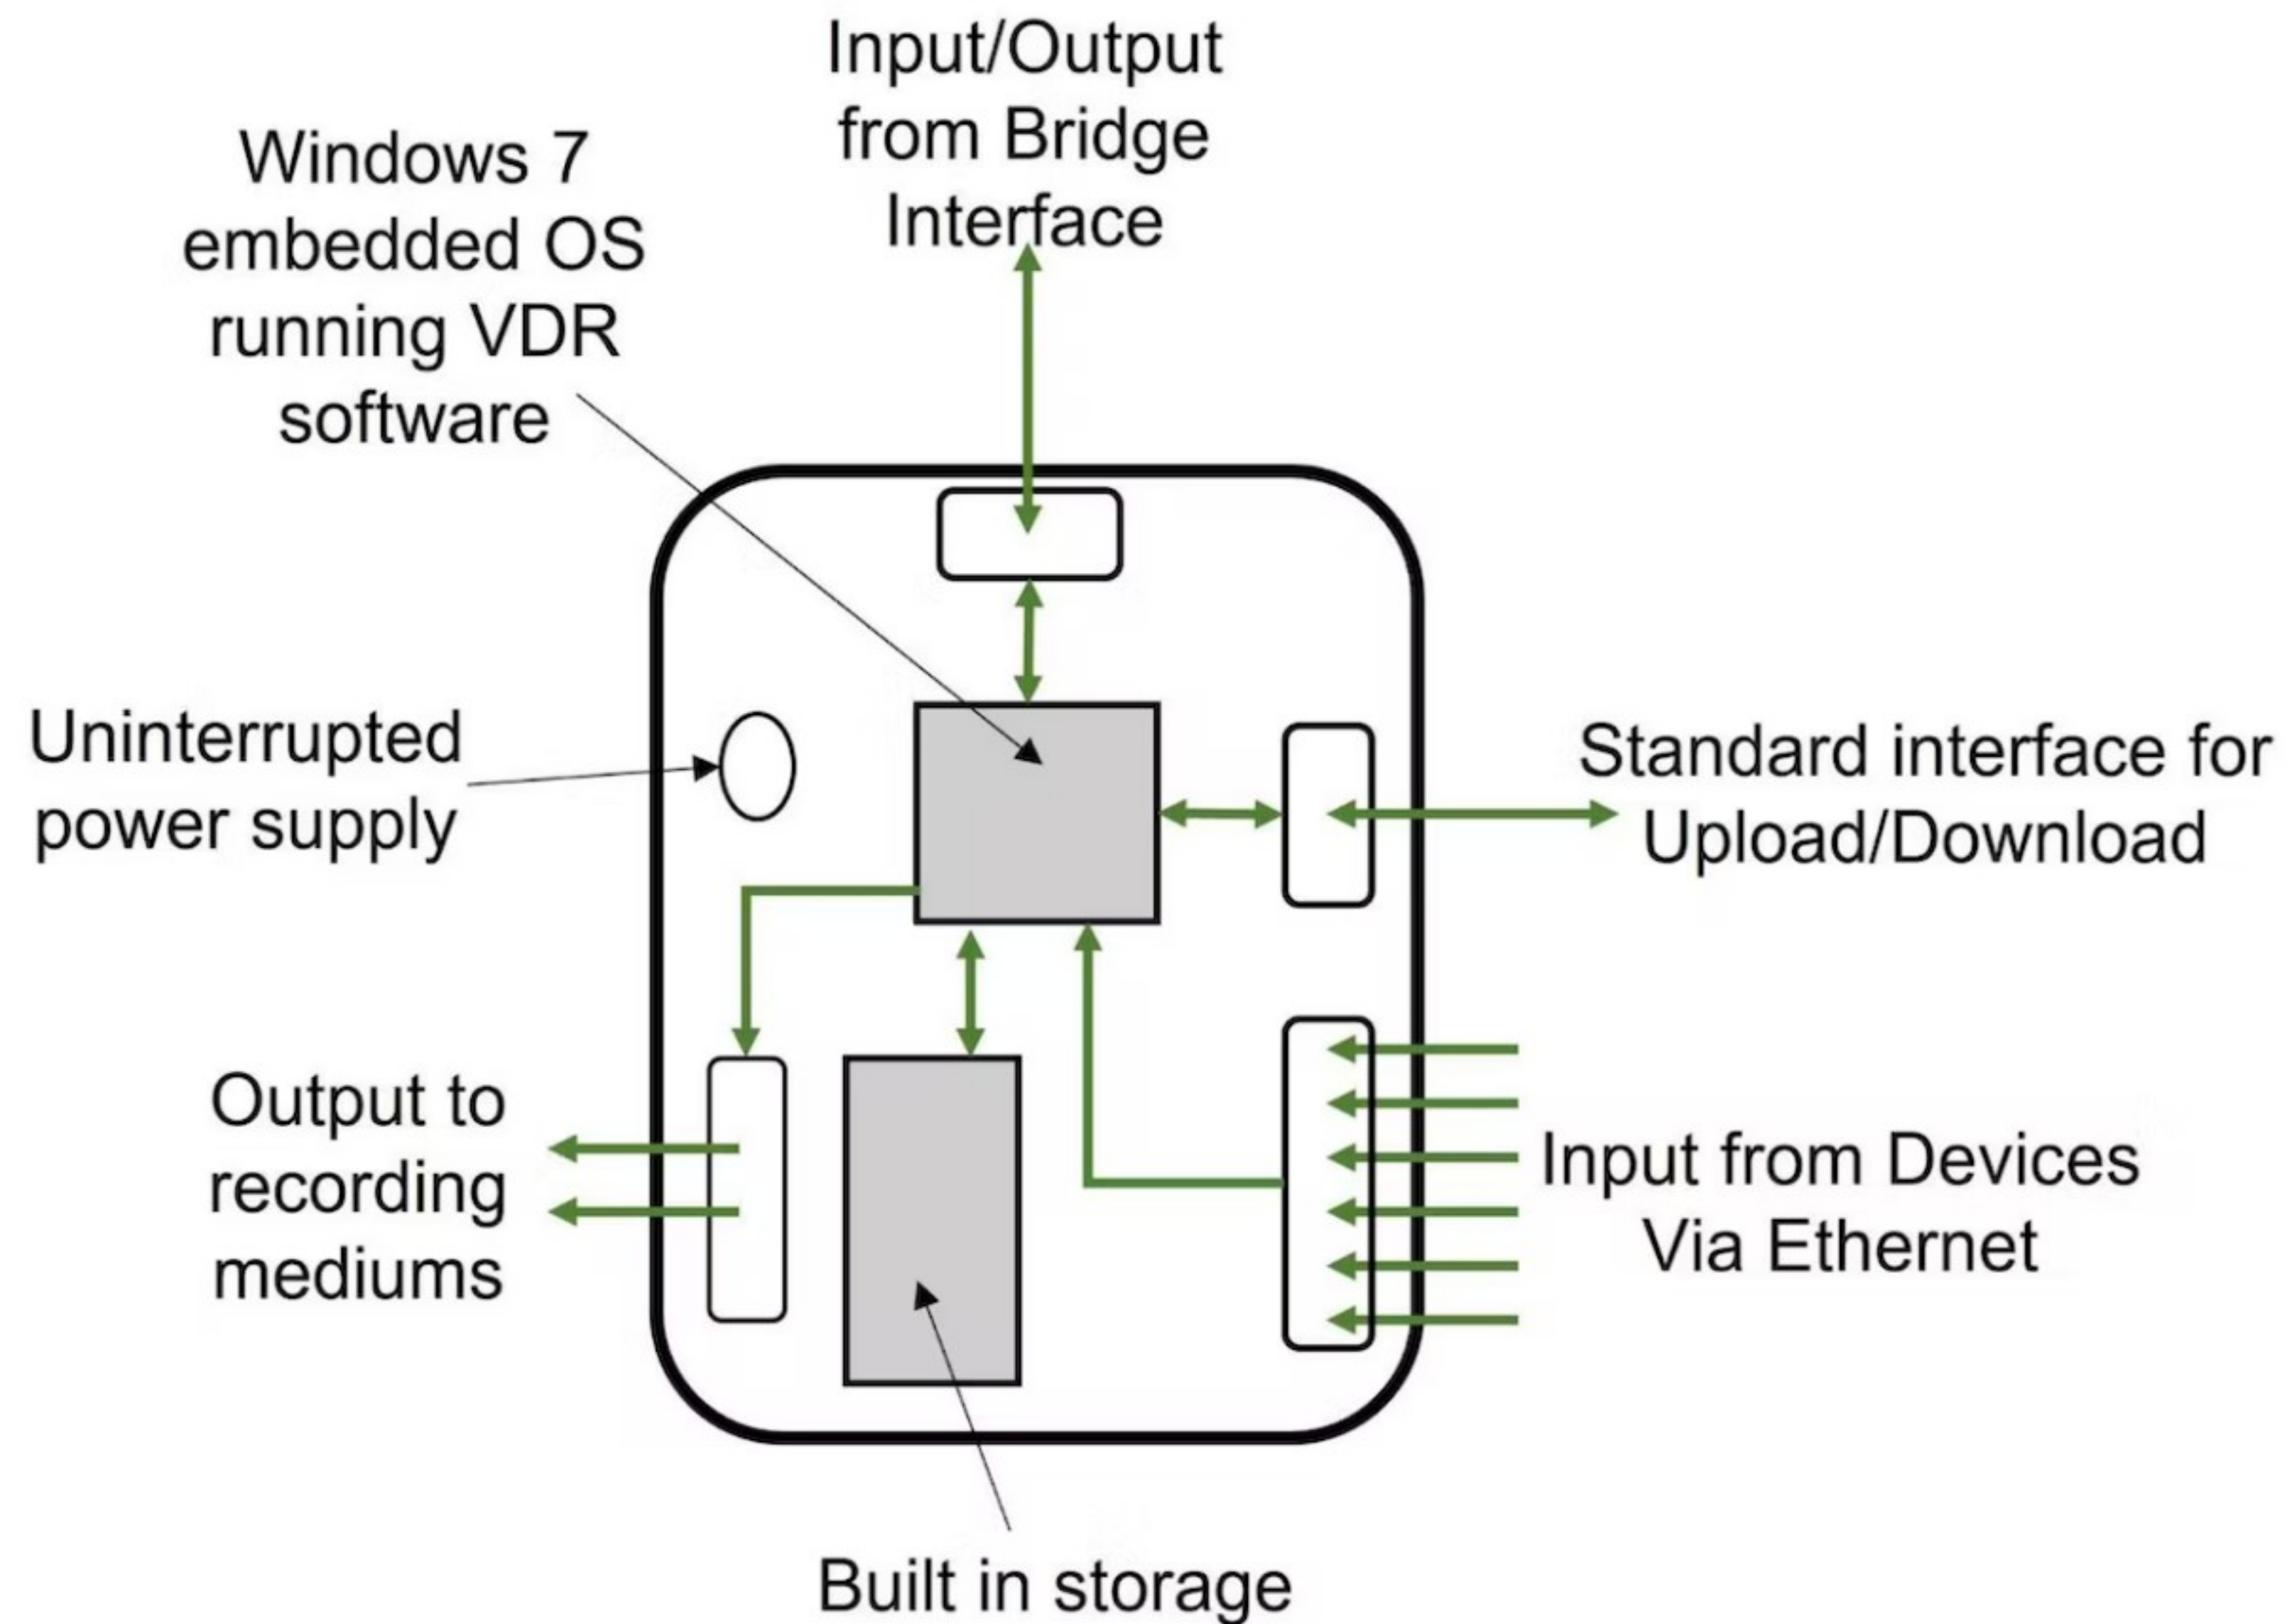 Input/Output
from Bridge
Interface
Windows 7
embedded OS
running VDR
software
Uninterrupted
power supply
Standard interface for
Upload/Download
Output to
recording
mediums
Input from Devices
Via Ethernet
Built in storage